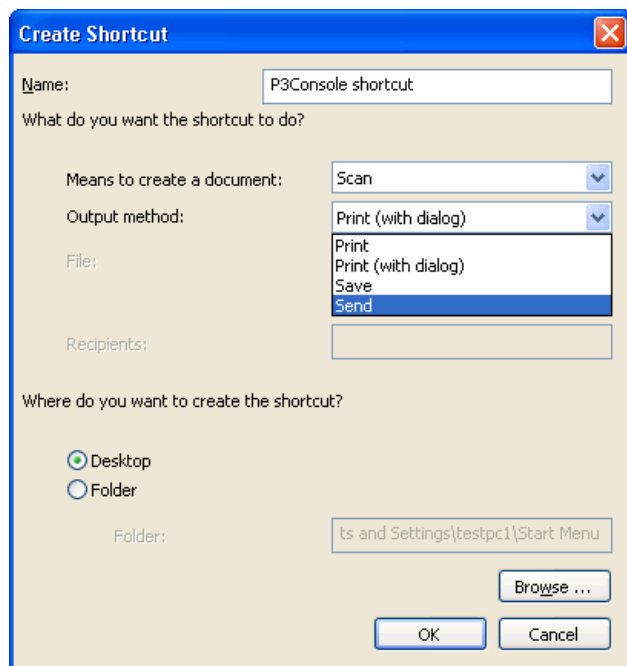 Create Shortcut
Name: P3Console shortcut
What do you want the shortcut to do?
Means to create a document: Scan
Output method: Print (with dialog)
Print
File: Print (with dialog)
Save
Send
Recipients:
Where do you want to create the shortcut?
Desktop
Folder
Folder: ts and Settings\testpc1\Start Menu
Browse ...
OK Cancel